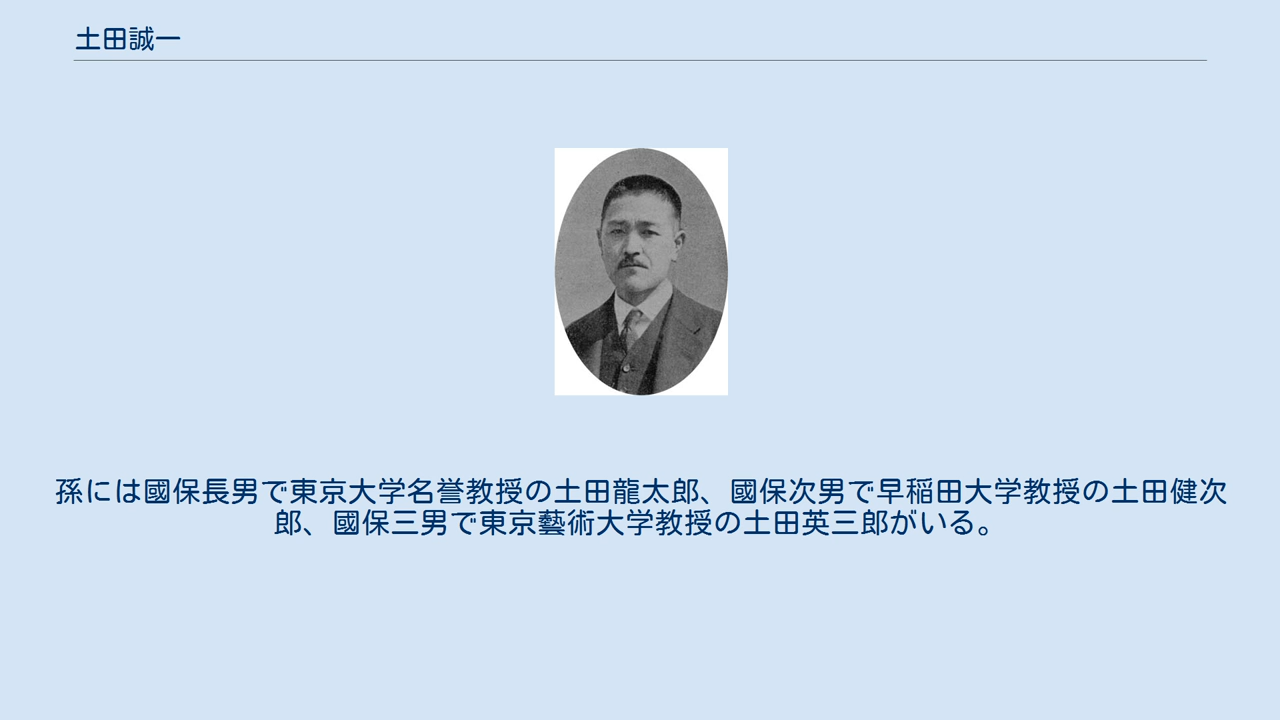 土田誠一
孫には國保長男で東京大学名誉教授の土田龍太郎、國保次男で早稲田大学教授の土田健次
郎、國保三男で東京藝術大学教授の土田英三郎がいる。